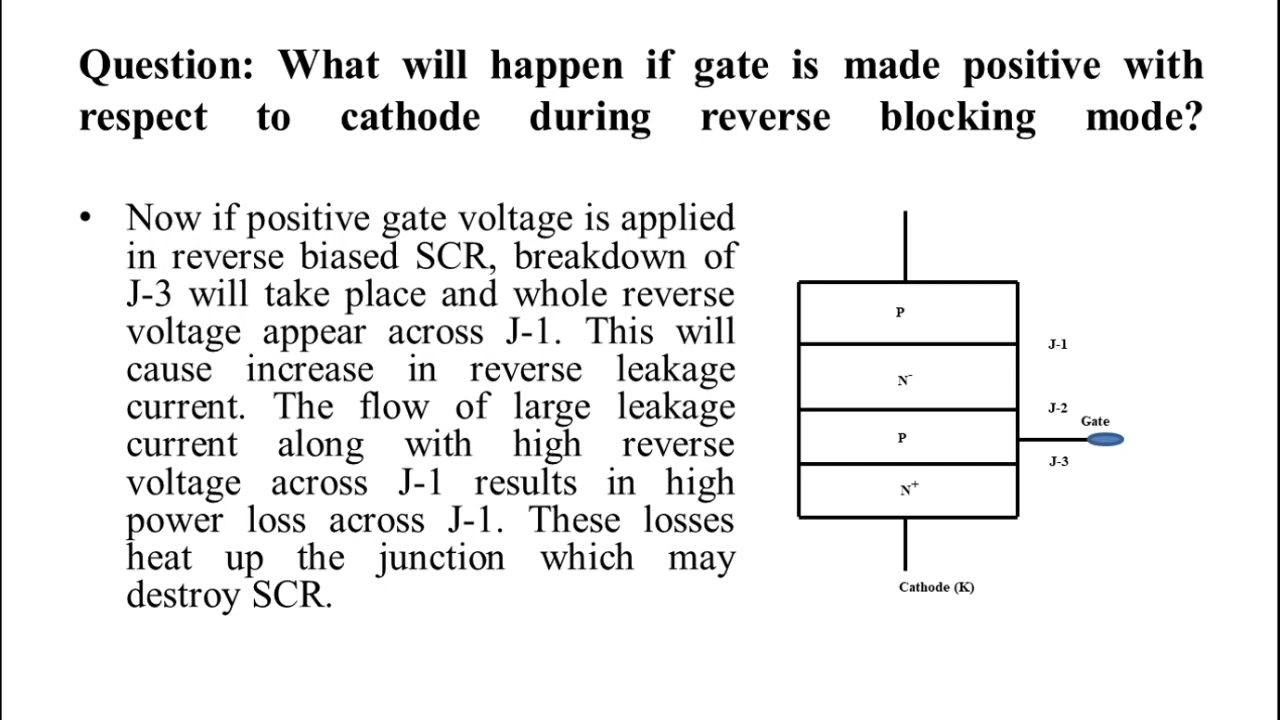 Question: What will happen if gate is made positive with
respect to cathode during reverse blocking mode?
• Now if positive gate voltage is applied
in reverse biased SCR, breakdown of
J-3 will take place and whole reverse
voltage appear across J-1. This will
cause increase in reverse leakage
current. The flow of large leakage
current along with high reverse
voltage across J-1 results in high
power loss across J-1. These losses
heat up the junction which may
destroy SCR.
P
J-1
N⁻
J-2
Gate
P
J-3
N⁺
Cathode (K)